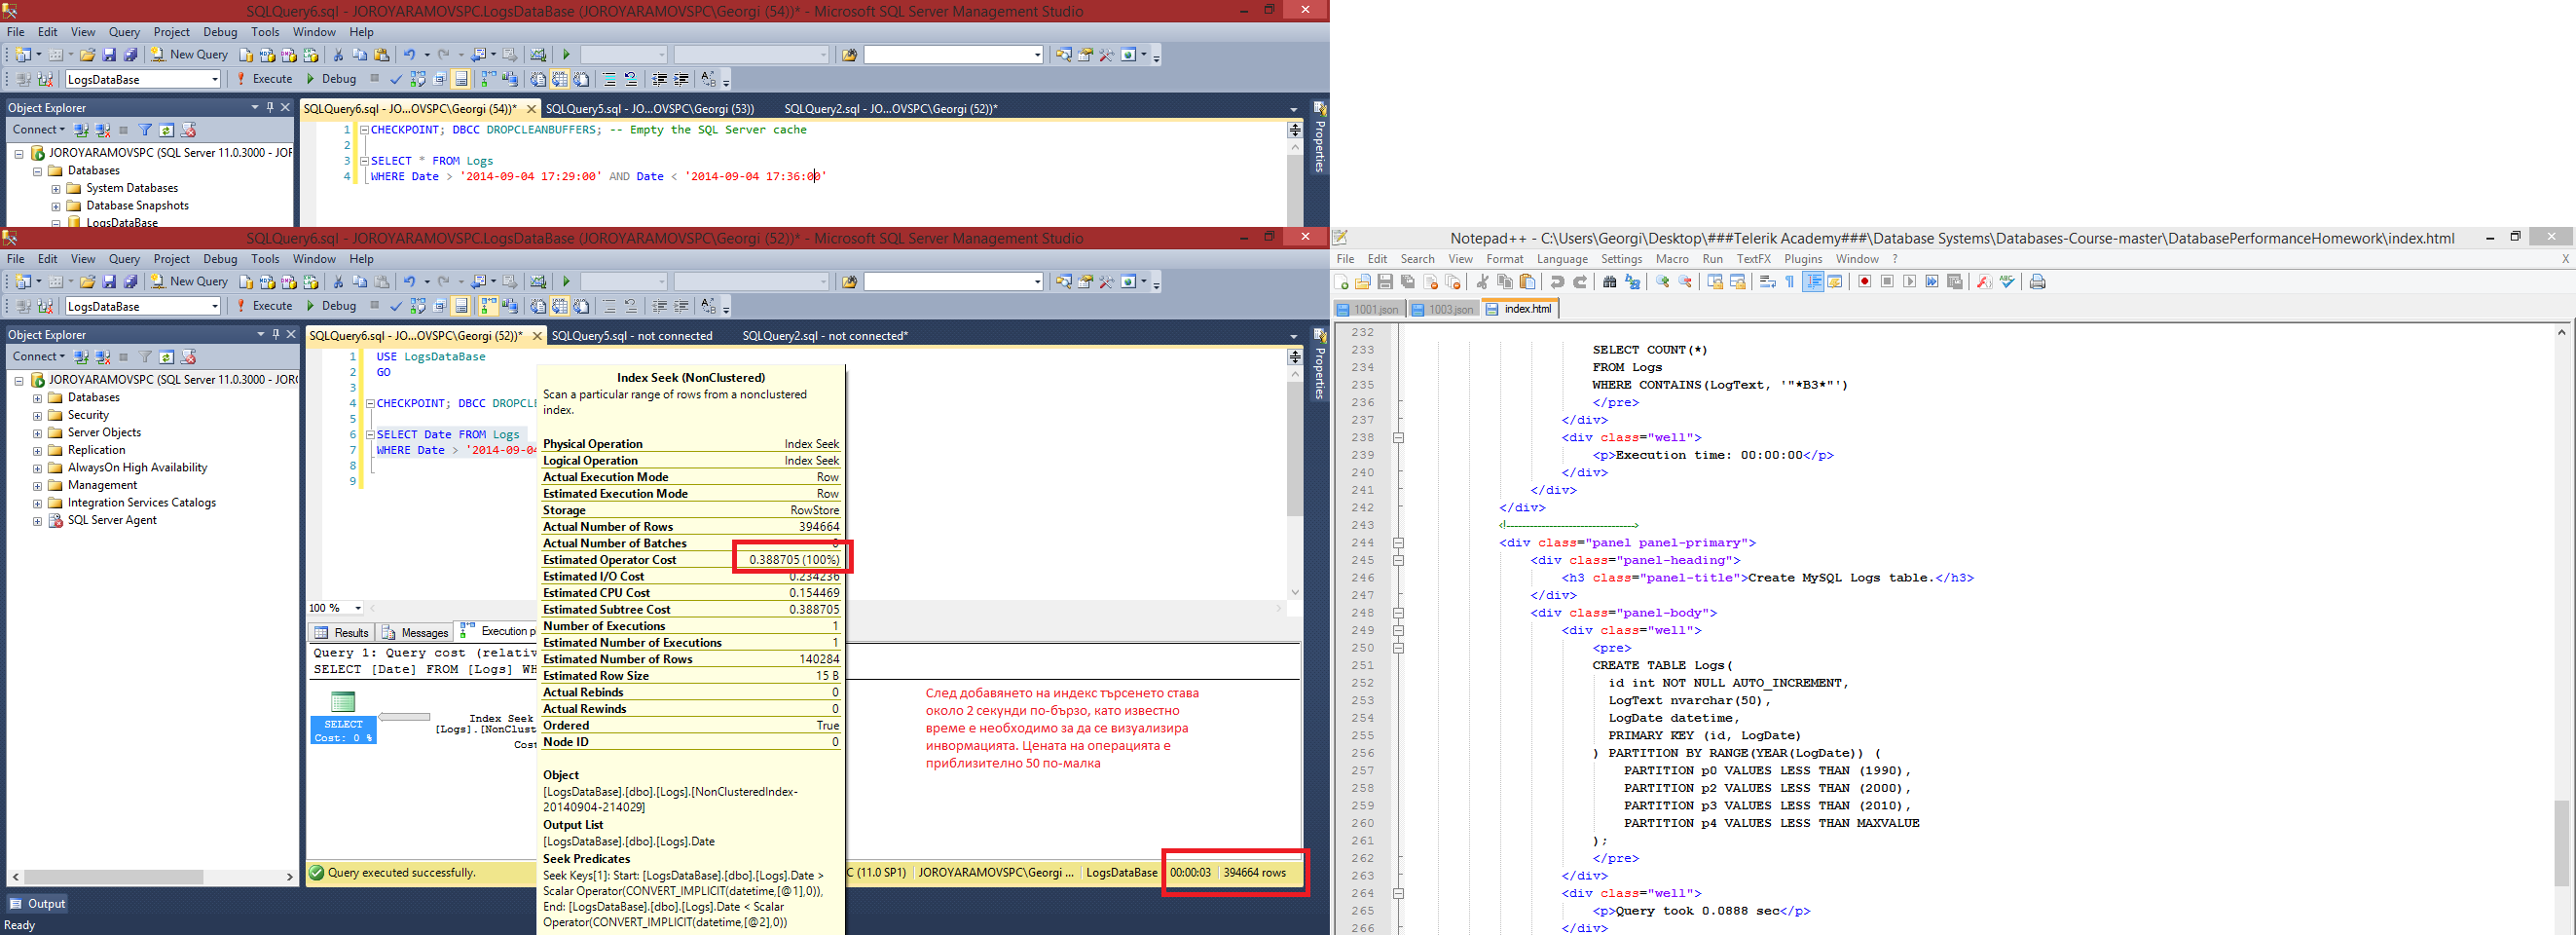 SQLQuery6.sql - JOROYARAMOVSPC.LogsDataBase (JOROYARAMOVSPC\Georgi (54))* - Microsoft SQL Server Management Studio
File Edit View Query Project Debug Tools Window Help
New Query
LogsDataBase Execute Debug
Object Explorer
SQLQuery6.sql - JO...OVSPC\Georgi (54))* SQLQuery5.sql - JO...OVSPC\Georgi (53)) SQLQuery2.sql - JO...OVSPC\Georgi (52))*
Connect
JOROYARAMOVSPC (SQL Server 11.0.3000 - JOF
Databases
System Databases
Database Snapshots
LogsDataBase
1 CHECKPOINT; DBCC DROPCLEANBUFFERS; -- Empty the SQL Server cache
2
3 SELECT * FROM Logs
4 WHERE Date > '2014-09-04 17:29:00' AND Date < '2014-09-04 17:36:00'
Properties
SQLQuery6.sql - JOROYARAMOVSPC.LogsDataBase (JOROYARAMOVSPC\Georgi (52))* - Microsoft SQL Server Management Studio
File Edit View Query Project Debug Tools Window Help
New Query
LogsDataBase Execute Debug
Object Explorer
SQLQuery6.sql - JO...OVSPC\Georgi (52))* SQLQuery5.sql - not connected SQLQuery2.sql - not connected*
Connect
JOROYARAMOVSPC (SQL Server 11.0.3000 - JOR
Databases
Security
Server Objects
Replication
AlwaysOn High Availability
Management
Integration Services Catalogs
SQL Server Agent
1 USE LogsDataBase
2 GO
3
4 CHECKPOINT; DBCC DROPCLE
5
6 SELECT Date FROM Logs
7 WHERE Date > '2014-09-04
8
9
Properties
Index Seek (NonClustered)
Scan a particular range of rows from a nonclustered
index.
Physical Operation Index Seek
Logical Operation Index Seek
Actual Execution Mode Row
Estimated Execution Mode Row
Storage RowStore
Actual Number of Rows 394664
Actual Number of Batches 0
Estimated Operator Cost 0.388705 (100%)
Estimated I/O Cost 0.234236
Estimated CPU Cost 0.154469
Estimated Subtree Cost 0.388705
Number of Executions 1
Estimated Number of Executions 1
Estimated Number of Rows 140284
Estimated Row Size 15 B
Actual Rebinds 0
Actual Rewinds 0
Ordered True
Node ID 0
Object
[LogsDataBase].[dbo].[Logs].[NonClusteredIndex-
20140904-214029]
Output List
[LogsDataBase].[dbo].[Logs].Date
Seek Predicates
Seek Keys[1]: Start: [LogsDataBase].[dbo].[Logs].Date >
Scalar Operator(CONVERT_IMPLICIT(datetime,[@1],0)),
End: [LogsDataBase].[dbo].[Logs].Date < Scalar
Operator(CONVERT_IMPLICIT(datetime,[@2],0))
100 %
Results Messages Execution p
Query 1: Query cost (relativ
SELECT [Date] FROM [Logs] WH
SELECT
Cost: 0 %
Index Seek
[Logs].[NonClust
Cos
След добавянето на индекс търсенето става
около 2 секунди по-бързо, като известно
време е необходимо за да се визуализира
инвормацията. Цената на операцията е
приблизително 50 по-малка
Query executed successfully. C (11.0 SP1) JOROYARAMOVSPC\Georgi ... LogsDataBase 00:00:03 394664 rows
Output
Ready
Notepad++ - C:\Users\Georgi\Desktop\###Telerik Academy###\Database Systems\Databases-Course-master\DatabasePerformanceHomework\index.html
File Edit Search View Format Encoding Language Settings Macro Run TextFX Plugins Window ? X
1001.json 1003.json index.html
232
233 SELECT COUNT(*)
234 FROM Logs
235 WHERE CONTAINS(LogText, '"*B3*"')
236 </pre>
237 </div>
238 <div class="well">
239 <p>Execution time: 00:00:00</p>
240 </div>
241 </div>
242 </div>
243 <!-------------------------------->
244 <div class="panel panel-primary">
245 <div class="panel-heading">
246 <h3 class="panel-title">Create MySQL Logs table.</h3>
247 </div>
248 <div class="panel-body">
249 <div class="well">
250 <pre>
251 CREATE TABLE Logs(
252 id int NOT NULL AUTO_INCREMENT,
253 LogText nvarchar(50),
254 LogDate datetime,
255 PRIMARY KEY (id, LogDate)
256 ) PARTITION BY RANGE(YEAR(LogDate)) (
257 PARTITION p0 VALUES LESS THAN (1990),
258 PARTITION p2 VALUES LESS THAN (2000),
259 PARTITION p3 VALUES LESS THAN (2010),
260 PARTITION p4 VALUES LESS THAN MAXVALUE
261 );
262 </pre>
263 </div>
264 <div class="well">
265 <p>Query took 0.0888 sec</p>
266 </div>